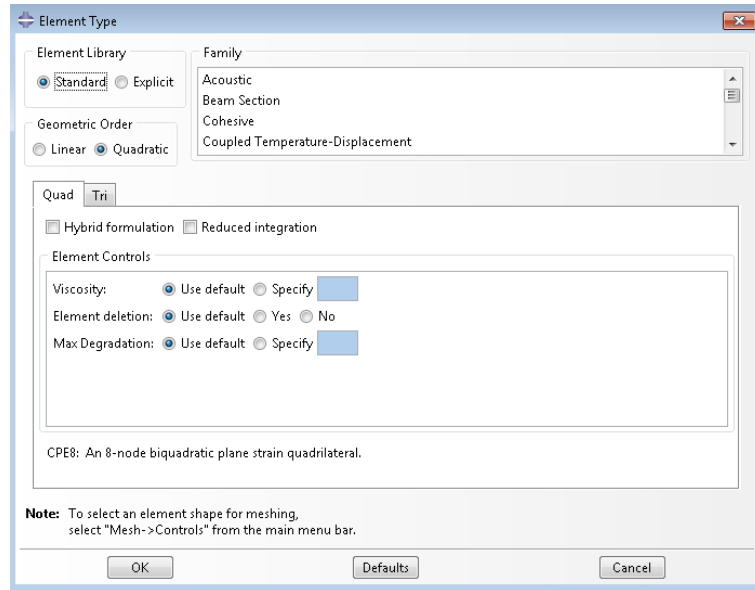 Element Type
Element Library
Standard Explicit
Family
Acoustic
Beam Section
Cohesive
Coupled Temperature-Displacement
Geometric Order
Linear Quadratic
Quad Tri
Hybrid formulation Reduced integration
Element Controls
Viscosity: Use default Specify
Element deletion: Use default Yes No
Max Degradation: Use default Specify
CPE8: An 8-node biquadratic plane strain quadrilateral.
Note: To select an element shape for meshing,
select "Mesh->Controls" from the main menu bar.
OK Defaults Cancel